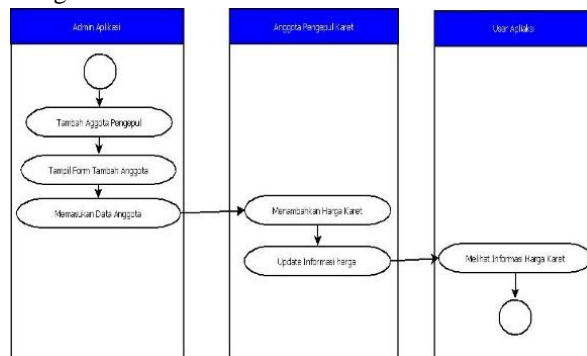 Admin Aplikasi
Anggota Pengepul Karet
User Apliaksi
Tambah Aggota Pengepul
Tampil Form Tambah Anggota
Memasukan Data Anggota
Menambahkan Harga Karet
Update Informasi harga
Melihat Informasi Harga Karet